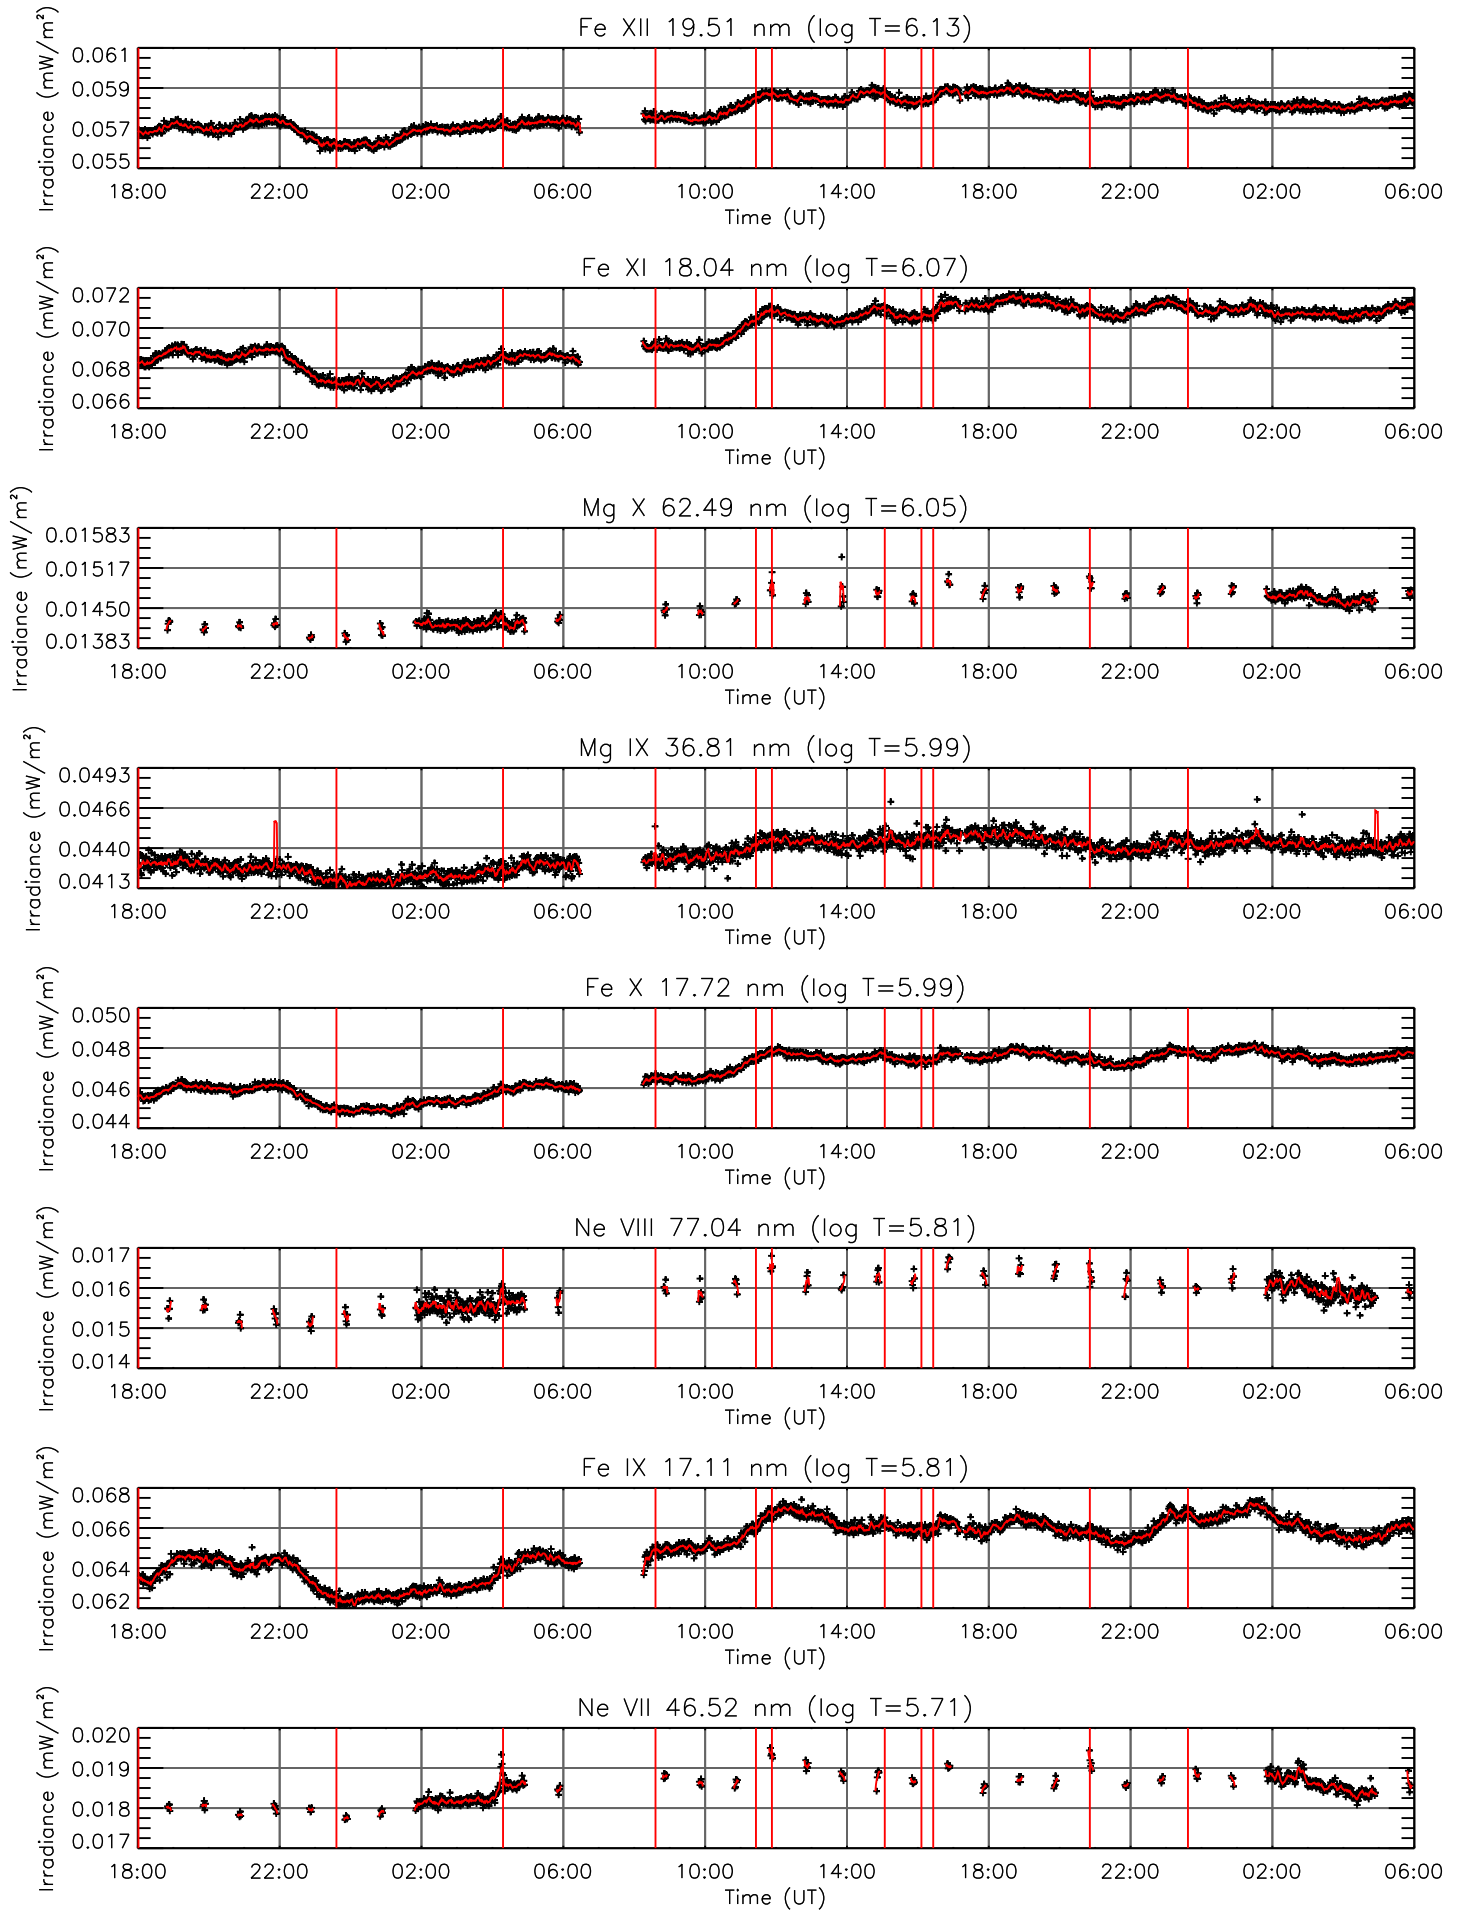 Fe XII 19.51 nm (log T=6.13)
Irradiance (mW/m²)
0.061
0.059
0.057
0.055
18:00 22:00 02:00 06:00 10:00 14:00 18:00 22:00 02:00 06:00
Time (UT)
Fe XI 18.04 nm (log T=6.07)
Irradiance (mW/m²)
0.072
0.070
0.068
0.066
18:00 22:00 02:00 06:00 10:00 14:00 18:00 22:00 02:00 06:00
Time (UT)
Mg X 62.49 nm (log T=6.05)
Irradiance (mW/m²)
0.01583
0.01517
0.01450
0.01383
18:00 22:00 02:00 06:00 10:00 14:00 18:00 22:00 02:00 06:00
Time (UT)
Mg IX 36.81 nm (log T=5.99)
Irradiance (mW/m²)
0.0493
0.0466
0.0440
0.0413
18:00 22:00 02:00 06:00 10:00 14:00 18:00 22:00 02:00 06:00
Time (UT)
Fe X 17.72 nm (log T=5.99)
Irradiance (mW/m²)
0.050
0.048
0.046
0.044
18:00 22:00 02:00 06:00 10:00 14:00 18:00 22:00 02:00 06:00
Time (UT)
Ne VIII 77.04 nm (log T=5.81)
Irradiance (mW/m²)
0.017
0.016
0.015
0.014
18:00 22:00 02:00 06:00 10:00 14:00 18:00 22:00 02:00 06:00
Time (UT)
Fe IX 17.11 nm (log T=5.81)
Irradiance (mW/m²)
0.068
0.066
0.064
0.062
18:00 22:00 02:00 06:00 10:00 14:00 18:00 22:00 02:00 06:00
Time (UT)
Ne VII 46.52 nm (log T=5.71)
Irradiance (mW/m²)
0.020
0.019
0.018
0.017
18:00 22:00 02:00 06:00 10:00 14:00 18:00 22:00 02:00 06:00
Time (UT)